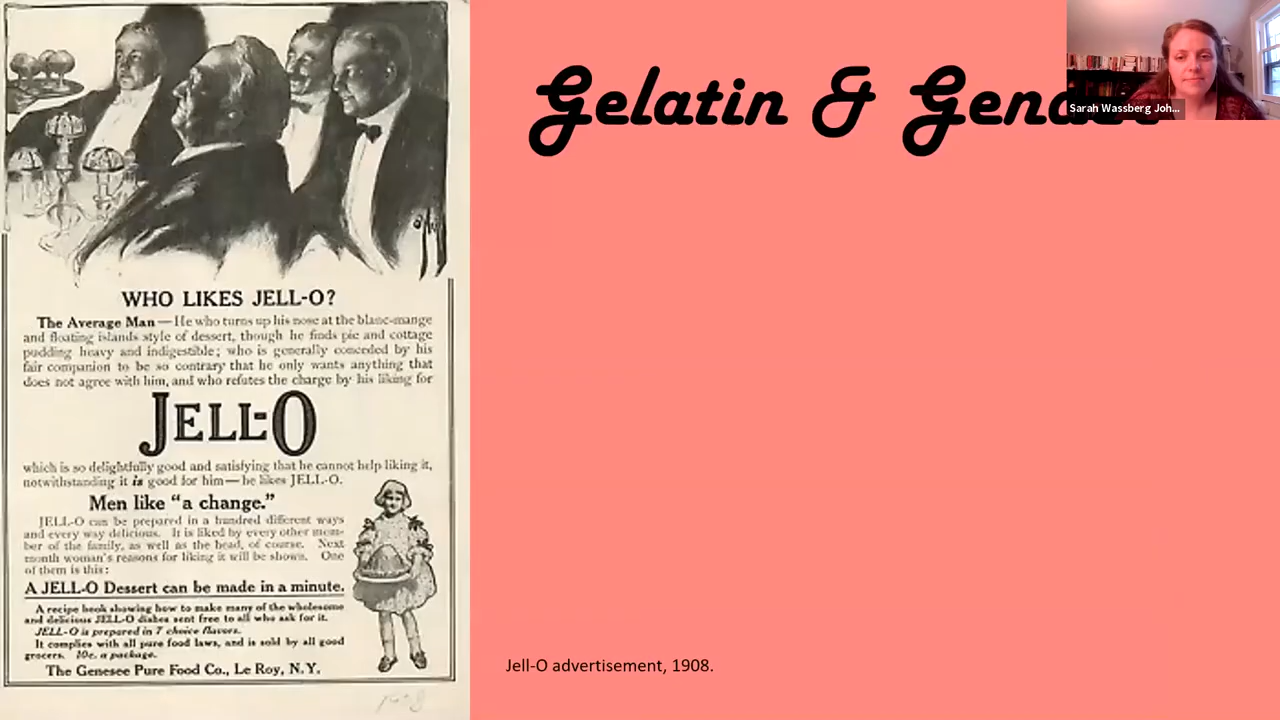 Gelatin & Gen
Sarah Wassberg Joh...
WHO LIKES JELL-O?
The Average Man — He who turns up his nose at the blanc-mange
and floating islands style of dessert, though he finds pie and cottage
pudding heavy and indigestible; who is generally conceded by his
fair companion to be so contrary that he only wants anything that
does not agree with him, and who refutes the charge by his liking for
JELL-O
which is so delightfully good and satisfying that he cannot help liking it,
notwithstanding it is good for him—he likes JELL-O.
Men like "a change."
JELL-O can be prepared in a hundred different ways
and every way delicious. It is liked by every other mem-
ber of the family, as well as the head, of course. Next
month woman's reasons for liking it will be shown. One
of them is this:
A JELL-O Dessert can be made in a minute.
A recipe book showing how to make many of the wholesome
and delicious JELL-O dishes sent free to all who ask for it.
JELL-O is prepared in 7 choice flavors.
It complies with all pure food laws, and is sold by all good
grocers. 10c. a package.
The Genesee Pure Food Co., Le Roy, N.Y.
Jell-O advertisement, 1908.